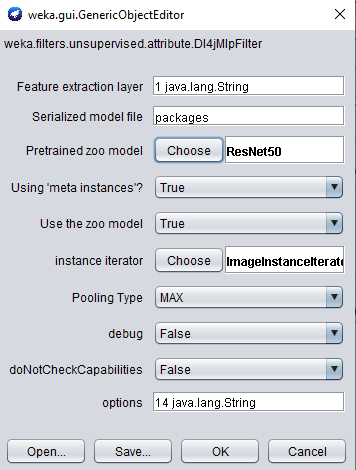 weka.gui.GenericObjectEditor
weka.filters.unsupervised.attribute.Dl4jMlpFilter
Feature extraction layer 1 java.lang.String
Serialized model file packages
Pretrained zoo model Choose ResNet50
Using 'meta instances'? True
Use the zoo model True
instance iterator Choose ImageInstanceIterato
Pooling Type MAX
debug False
doNotCheckCapabilities False
options 14 java.lang.String
Open... Save... OK Cancel